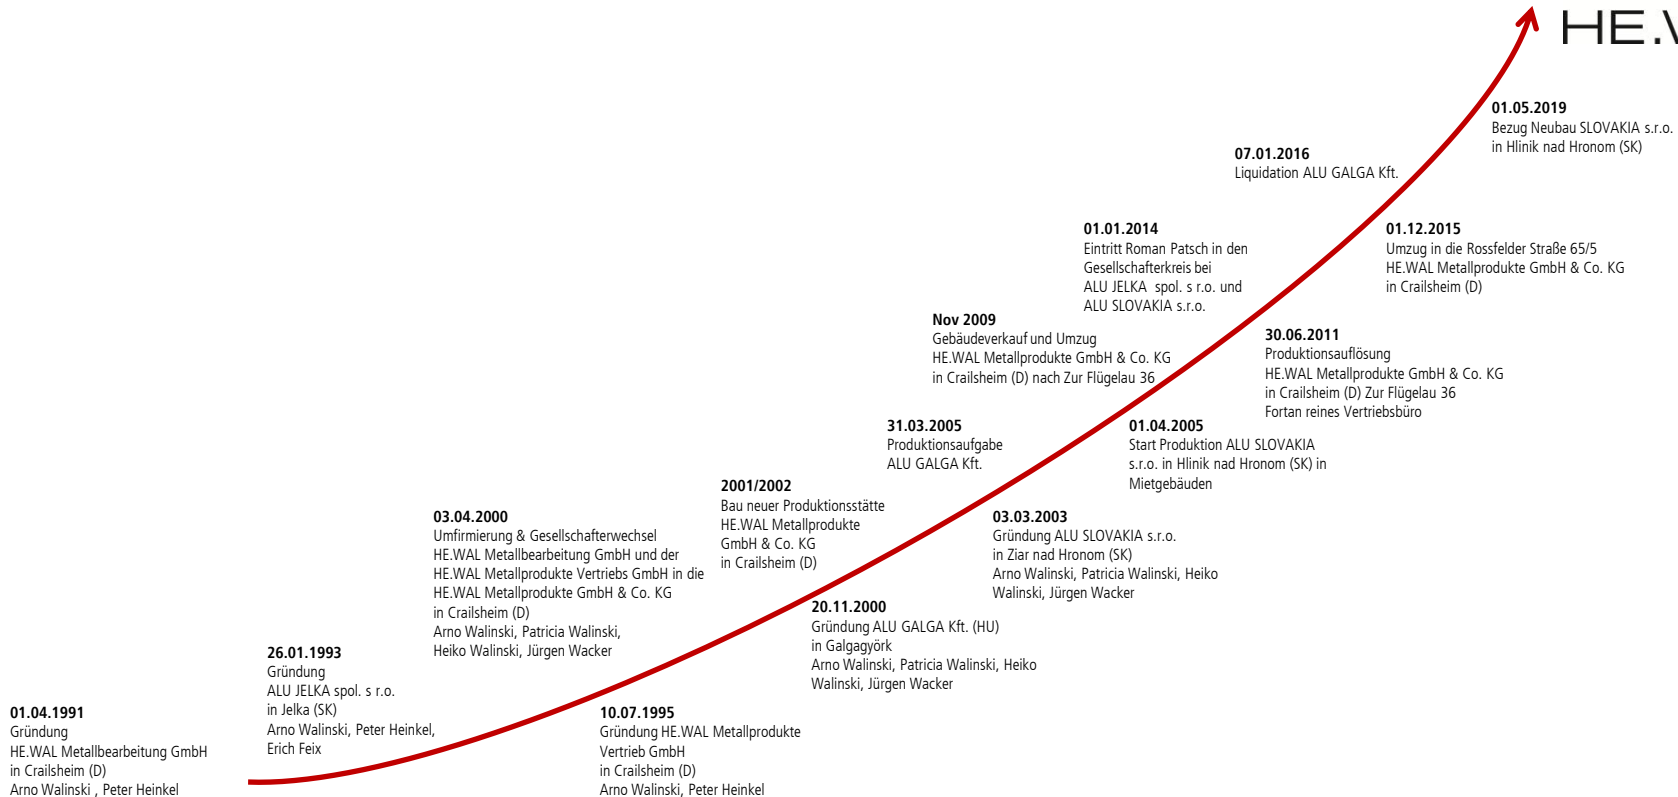 HE.
01.05.2019
Bezug Neubau SLOVAKIA s.r.o.
in Hlinik nad Hronom (SK)
07.01.2016
Liquidation ALU GALGA Kft.
01.01.2014
Eintritt Roman Patsch in den
Gesellschafterkreis bei
ALU JELKA spol. s r.o. und
ALU SLOVAKIA s.r.o.
01.12.2015
Umzug in die Rossfelder Straße 65/5
HE.WAL Metallprodukte GmbH & Co. KG
in Crailsheim (D)
Nov 2009
Gebäudeverkauf und Umzug
HE.WAL Metallprodukte GmbH & Co. KG
in Crailsheim (D) nach Zur Flügelau 36
30.06.2011
Produktionsauflösung
HE.WAL Metallprodukte GmbH & Co. KG
in Crailsheim (D) Zur Flügelau 36
Fortan reines Vertriebsbüro
31.03.2005
Produktionsaufgabe
ALU GALGA Kft.
01.04.2005
Start Produktion ALU SLOVAKIA
s.r.o. in Hlinik nad Hronom (SK) in
Mietgebäuden
2001/2002
Bau neuer Produktionsstätte
HE.WAL Metallprodukte
GmbH & Co. KG
in Crailsheim (D)
03.04.2000
Umfirmierung & Gesellschafterwechsel
HE.WAL Metallbearbeitung GmbH und der
HE.WAL Metallprodukte Vertriebs GmbH in die
HE.WAL Metallprodukte GmbH & Co. KG
in Crailsheim (D)
Arno Walinski, Patricia Walinski,
Heiko Walinski, Jürgen Wacker
03.03.2003
Gründung ALU SLOVAKIA s.r.o.
in Ziar nad Hronom (SK)
Arno Walinski, Patricia Walinski, Heiko
Walinski, Jürgen Wacker
20.11.2000
Gründung ALU GALGA Kft. (HU)
in Galgagyörk
Arno Walinski, Patricia Walinski, Heiko
Walinski, Jürgen Wacker
26.01.1993
Gründung
ALU JELKA spol. s r.o.
in Jelka (SK)
Arno Walinski, Peter Heinkel,
Erich Feix
01.04.1991
Gründung
HE.WAL Metallbearbeitung GmbH
in Crailsheim (D)
Arno Walinski , Peter Heinkel
10.07.1995
Gründung HE.WAL Metallprodukte
Vertrieb GmbH
in Crailsheim (D)
Arno Walinski, Peter Heinkel